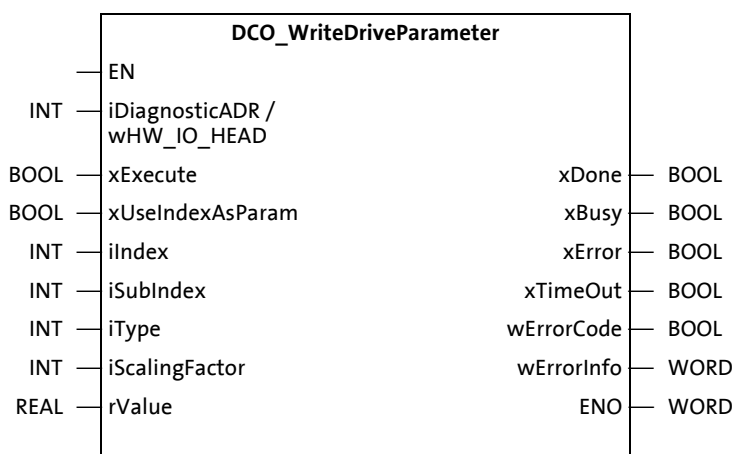 DCO_WriteDriveParameter
EN
INT iDiagnosticADR /
wHW_IO_HEAD
BOOL xExecute xDone BOOL
BOOL xUseIndexAsParam xBusy BOOL
INT iIndex xError BOOL
INT iSubIndex xTimeOut BOOL
INT iType wErrorCode BOOL
INT iScalingFactor wErrorInfo WORD
REAL rValue ENO WORD